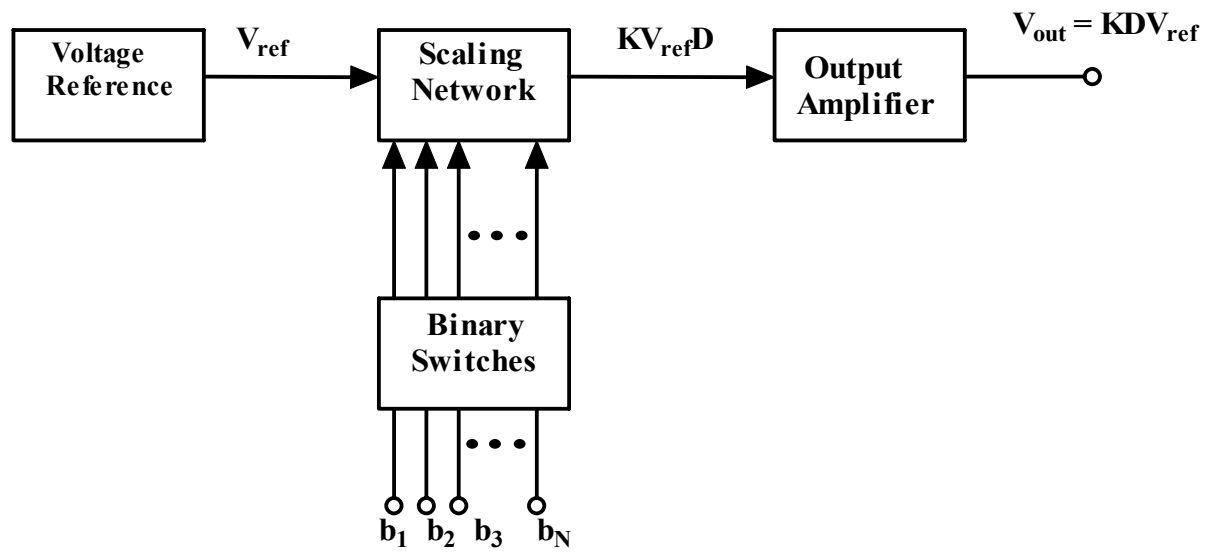 Voltage
Reference
V_ref
Scaling
Network
KV_refD
Output
Amplifier
V_out = KDV_ref
Binary
Switches
b_1 b_2 b_3 b_N